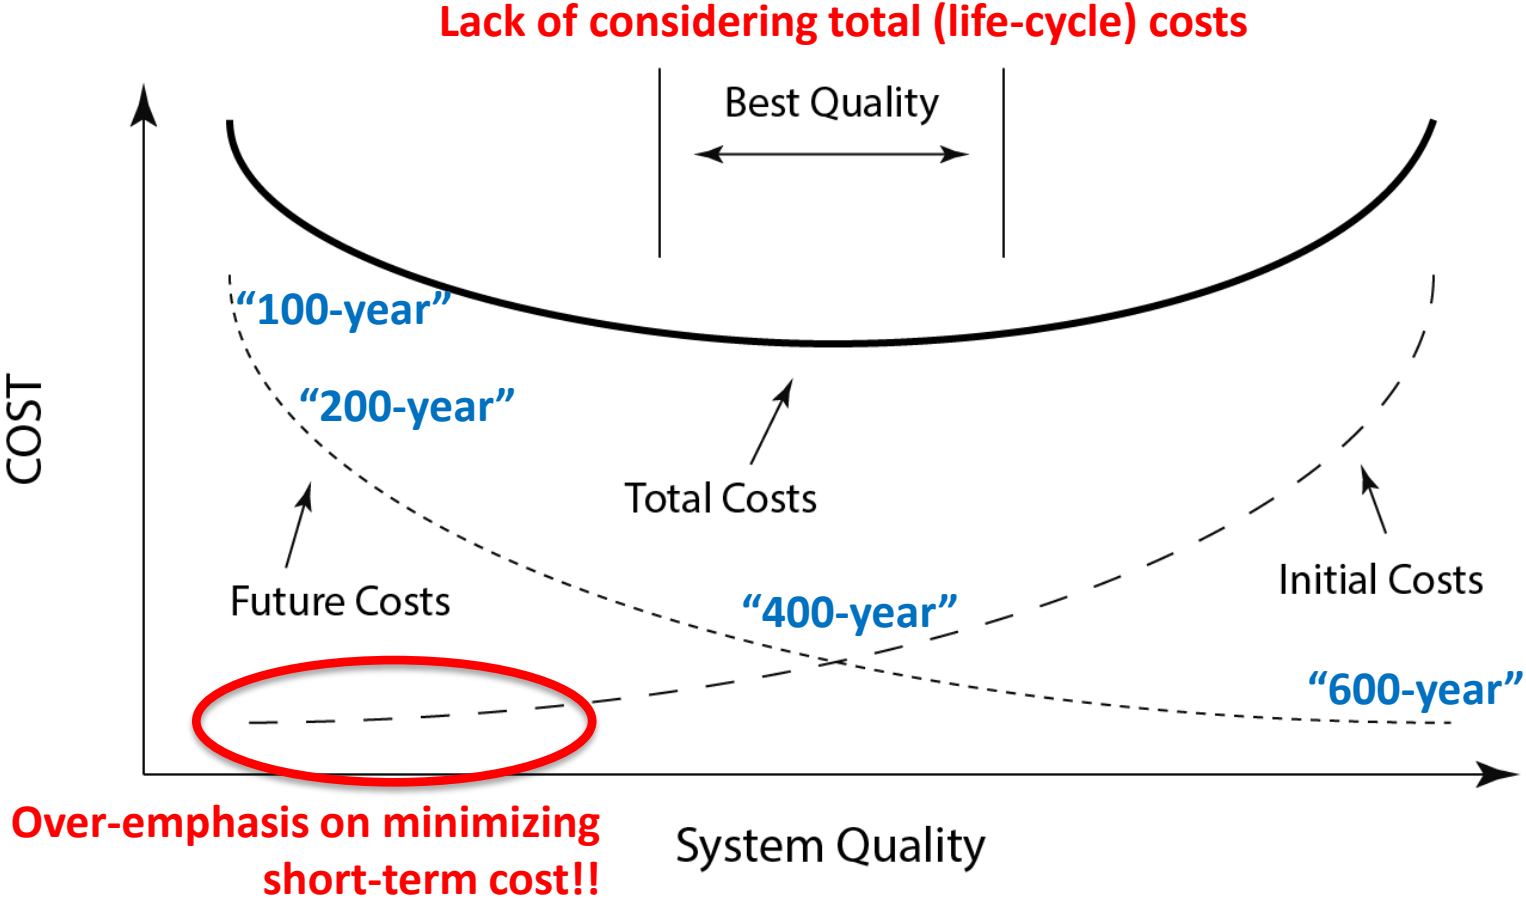 Lack of considering total (life-cycle) costs
Best Quality
“100-year”
“200-year”
COST
Total Costs
Future Costs
Initial Costs
“400-year”
“600-year”
Over-emphasis on minimizing
short-term cost!!
System Quality